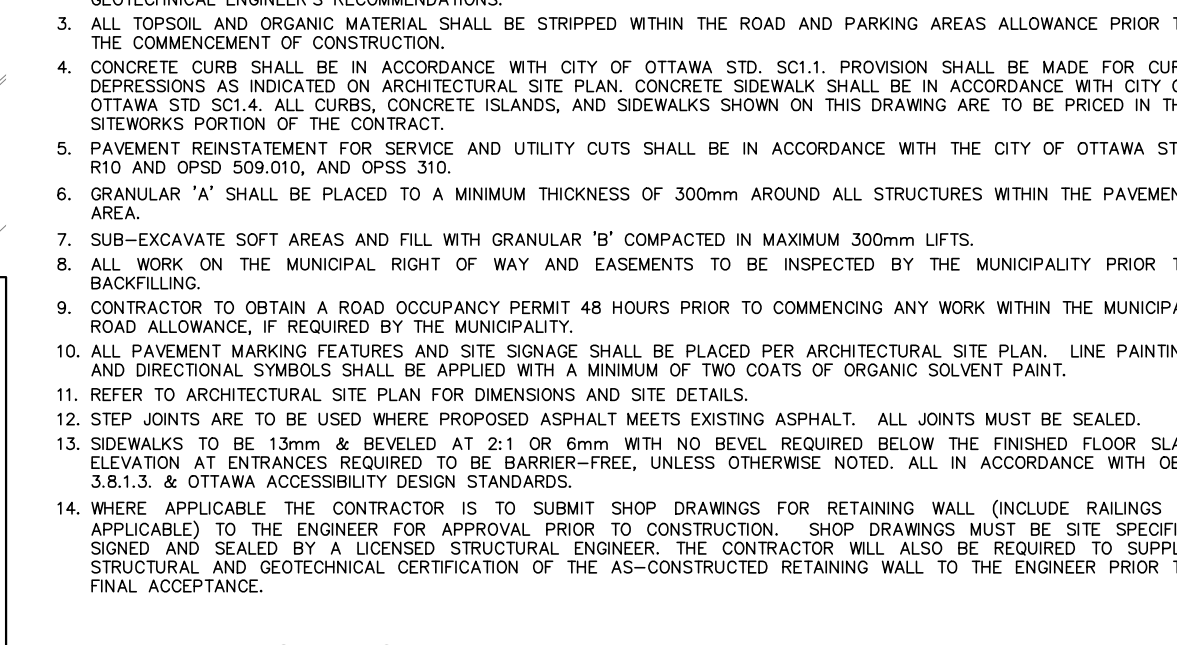 GEOTECHNICAL ENGINEER'S RECOMMENDATIONS.
3. ALL TOPSOIL AND ORGANIC MATERIAL SHALL BE STRIPPED WITHIN THE ROAD AND PARKING AREAS ALLOWANCE PRIOR
THE COMMENCEMENT OF CONSTRUCTION.
4. CONCRETE CURB SHALL BE IN ACCORDANCE WITH CITY OF OTTAWA STD. SC1.1. PROVISION SHALL BE MADE FOR
DEPRESSIONS AS INDICATED ON ARCHITECTURAL SITE PLAN. CONCRETE SIDEWALK SHALL BE IN ACCORDANCE WITH CITY
OTTAWA STD SC1.4. ALL CURBS, CONCRETE ISLANDS, AND SIDEWALKS SHOWN ON THIS DRAWING ARE TO BE PRICED IN
SITEWORKS PORTION OF THE CONTRACT.
5. PAVEMENT REINSTATEMENT FOR SERVICE AND UTILITY CUTS SHALL BE IN ACCORDANCE WITH THE CITY OF OTTAWA
R10 AND OPSD 509.010, AND OPSS 310.
6. GRANULAR 'A' SHALL BE PLACED TO A MINIMUM THICKNESS OF 300mm AROUND ALL STRUCTURES WITHIN THE
AREA.
7. SUB-EXCAVATE SOFT AREAS AND FILL WITH GRANULAR 'B' COMPACTED IN MAXIMUM 300mm LIFTS.
8. ALL WORK ON THE MUNICIPAL RIGHT OF WAY AND EASEMENTS TO BE INSPECTED BY THE MUNICIPALITY PRIOR
BACKFILLING.
9. CONTRACTOR TO OBTAIN A ROAD OCCUPANCY PERMIT 48 HOURS PRIOR TO COMMENCING ANY WORK WITHIN THE
ROAD ALLOWANCE, IF REQUIRED BY THE MUNICIPALITY.
10. ALL PAVEMENT MARKING FEATURES AND SITE SIGNAGE SHALL BE PLACED PER ARCHITECTURAL SITE PLAN. LINE
AND DIRECTIONAL SYMBOLS SHALL BE APPLIED WITH A MINIMUM OF TWO COATS OF ORGANIC SOLVENT PAINT.
11. REFER TO ARCHITECTURAL SITE PLAN FOR DIMENSIONS AND SITE DETAILS.
12. STEP JOINTS ARE TO BE USED WHERE PROPOSED ASPHALT MEETS EXISTING ASPHALT. ALL JOINTS MUST BE SEALED.
13. SIDEWALKS TO BE 13mm & BEVELED AT 2:1 OR 6mm WITH NO BEVEL REQUIRED BELOW THE FINISHED FLOOR
ELEVATION AT ENTRANCES REQUIRED TO BE BARRIER-FREE, UNLESS OTHERWISE NOTED. ALL IN ACCORDANCE WITH
3.8.1.3. & OTTAWA ACCESSIBILITY DESIGN STANDARDS.
14. WHERE APPLICABLE THE CONTRACTOR IS TO SUBMIT SHOP DRAWINGS FOR RETAINING WALL (INCLUDE RAILINGS
APPLICABLE) TO THE ENGINEER FOR APPROVAL PRIOR TO CONSTRUCTION. SHOP DRAWINGS MUST BE SITE
SIGNED AND SEALED BY A LICENSED STRUCTURAL ENGINEER. THE CONTRACTOR WILL ALSO BE REQUIRED TO
STRUCTURAL AND GEOTECHNICAL CERTIFICATION OF THE AS-CONSTRUCTED RETAINING WALL TO THE ENGINEER PRIOR
FINAL ACCEPTANCE.